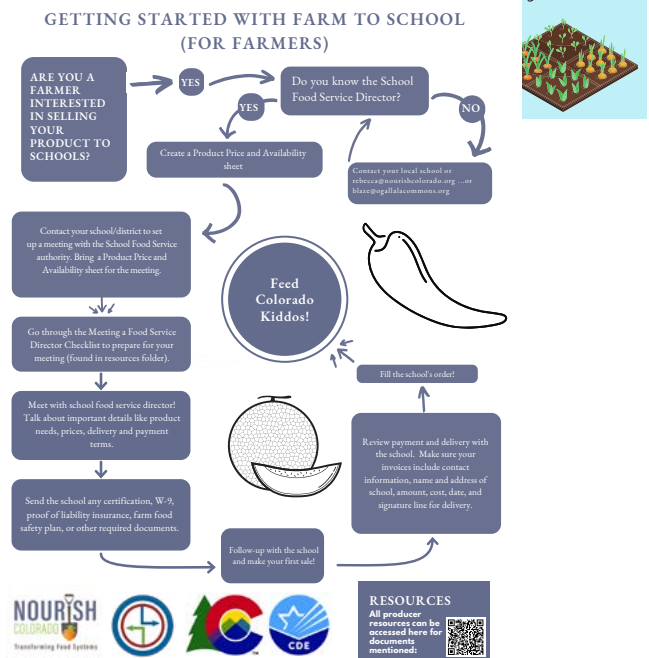 GETTING STARTED WITH FARM TO SCHOOL
(FOR FARMERS)
ARE YOU A
FARMER
INTERESTED
IN SELLING
YOUR
PRODUCT TO
SCHOOLS?
YES
Do you know the School
Food Service Director?
YES
NO
Create a Product Price and Availability
sheet
Contact your local school or
rebecca@nourishcolorado.org ...or
blaze@ogallalacommons.org
Contact your school/district to set
up a meeting with the School Food Service
authority. Bring a Product Price and
Availability sheet for the meeting.
Feed
Colorado
Kiddos!
Go through the Meeting a Food Service
Director Checklist to prepare for your
meeting (found in resources folder).
Fill the school's order!
Meet with school food service director!
Talk about important details like product
needs, prices, delivery and payment
terms.
Review payment and delivery with
the school. Make sure your
invoices include contact
information, name and address of
school, amount, cost, date, and
signature line for delivery.
Send the school any certification, W-9,
proof of liability insurance, farm food
safety plan, or other required documents.
Follow-up with the school
and make your first sale!
NOURISH
COLORADO
Transforming Food Systems
TM
CDE
RESOURCES
All producer
resources can be
accessed here for
documents
mentioned: